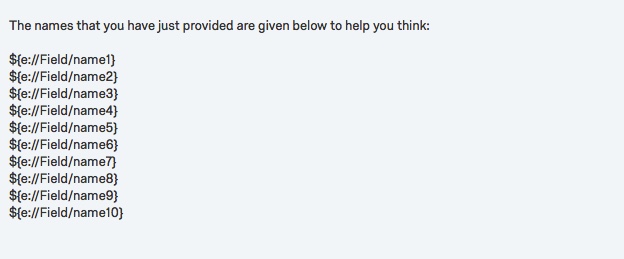 The names that you have just provided are given below to help you think:
${e://Field/name1}
${e://Field/name2}
${e://Field/name3}
${e://Field/name4}
${e://Field/name5}
${e://Field/name6}
${e://Field/name7}
${e://Field/name8}
${e://Field/name9}
${e://Field/name10}